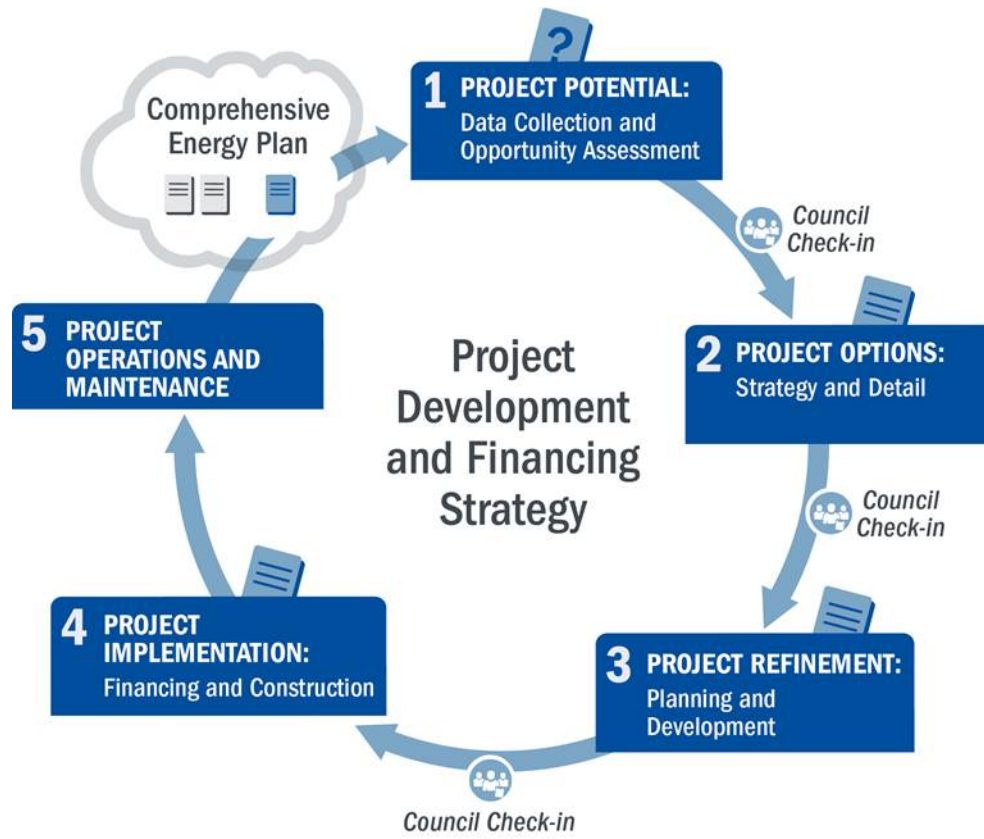 Comprehensive
Energy Plan
?
1 PROJECT POTENTIAL:
Data Collection and
Opportunity Assessment
Council
Check-in
2 PROJECT OPTIONS:
Strategy and Detail
Council
Check-in
3 PROJECT REFINEMENT:
Planning and
Development
Council Check-in
4 PROJECT
IMPLEMENTATION:
Financing and Construction
5 PROJECT
OPERATIONS AND
MAINTENANCE
Project
Development
and Financing
Strategy